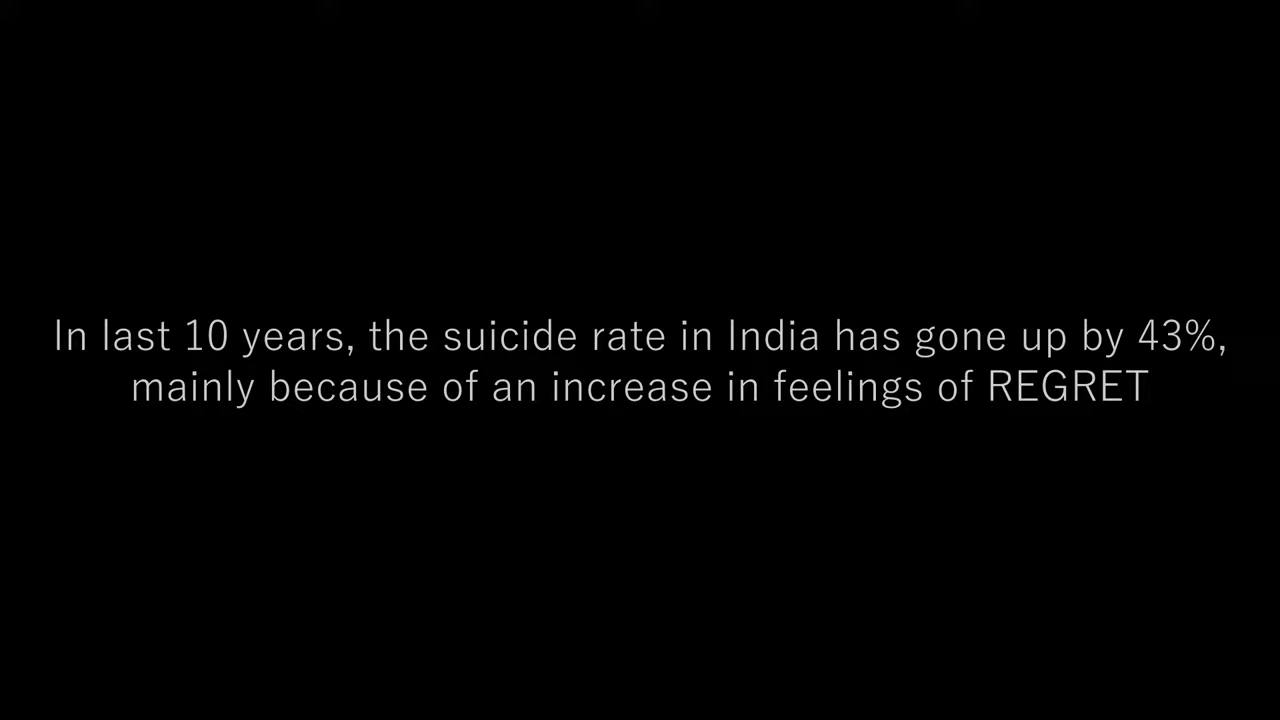 In last 10 years, the suicide rate in India has gone up by 43%,
mainly because of an increase in feelings of REGRET